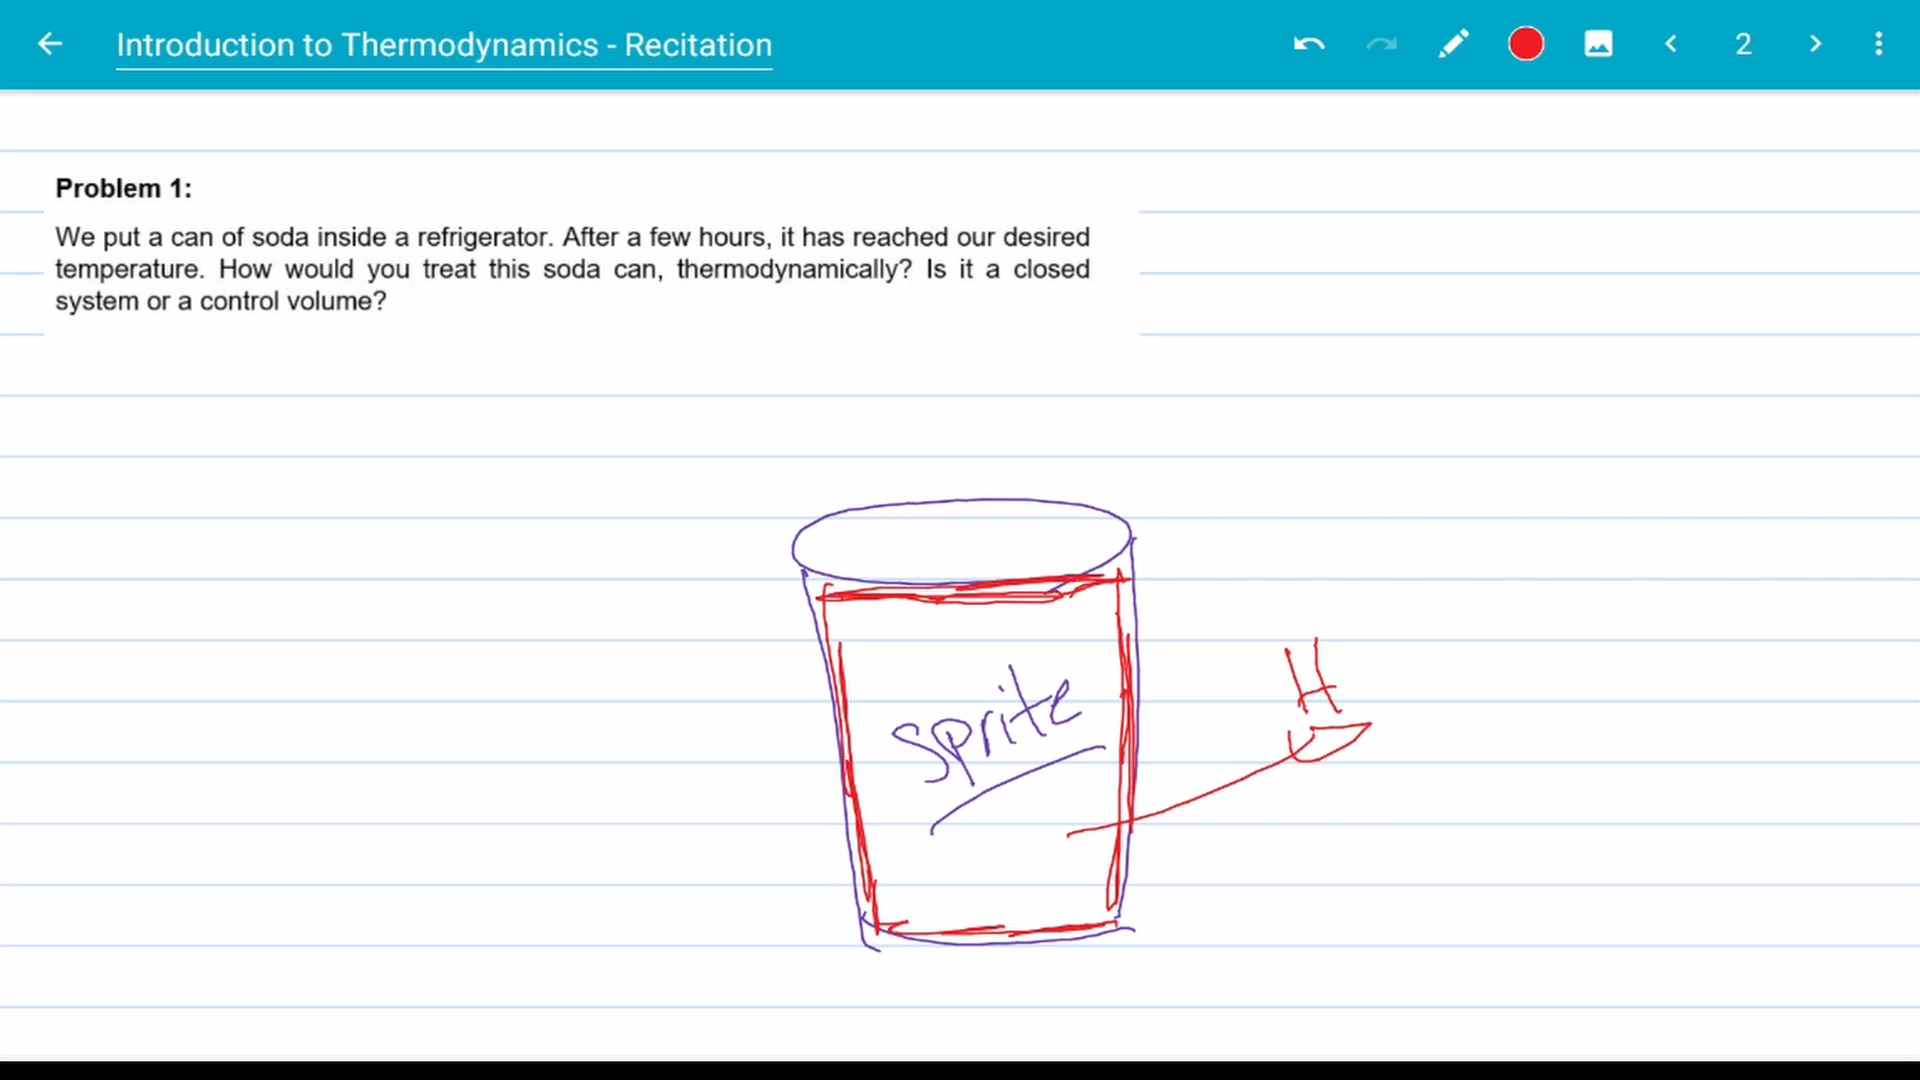 Introduction to Thermodynamics - Recitation
2
Problem 1:
We put a can of soda inside a refrigerator. After a few hours, it has reached our desired
temperature. How would you treat this soda can, thermodynamically? Is it a closed
system or a control volume?
Sprite
H